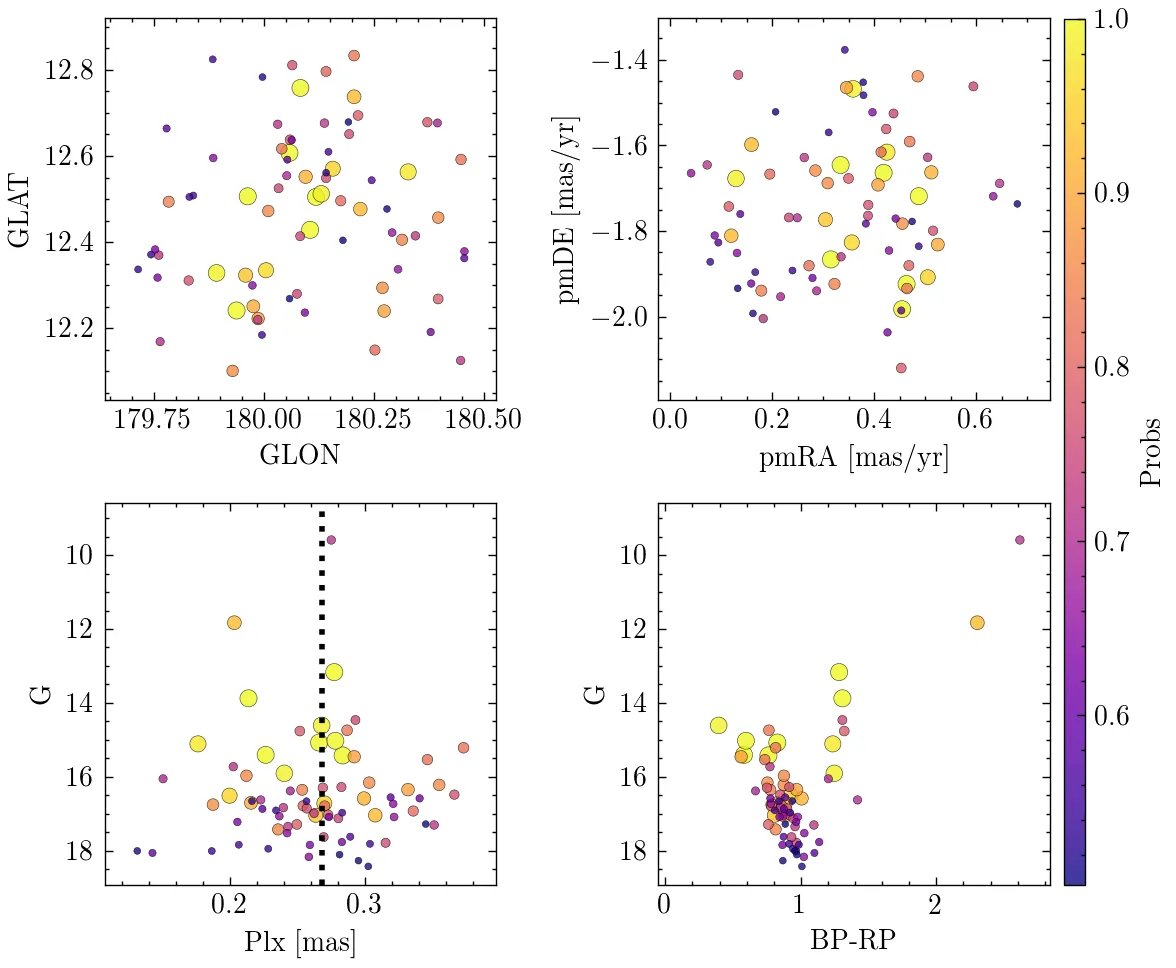 12.8
12.6
12.4
12.2
GLAT
179.75 180.00 180.25 180.50
GLON
−1.4
−1.6
−1.8
−2.0
pmDE [mas/yr]
0.0 0.2 0.4 0.6
pmRA [mas/yr]
10
12
14
16
18
G
0.2 0.3
Plx [mas]
10
12
14
16
18
G
0 1 2
BP-RP
1.0
0.9
0.8
0.7
0.6
Probs